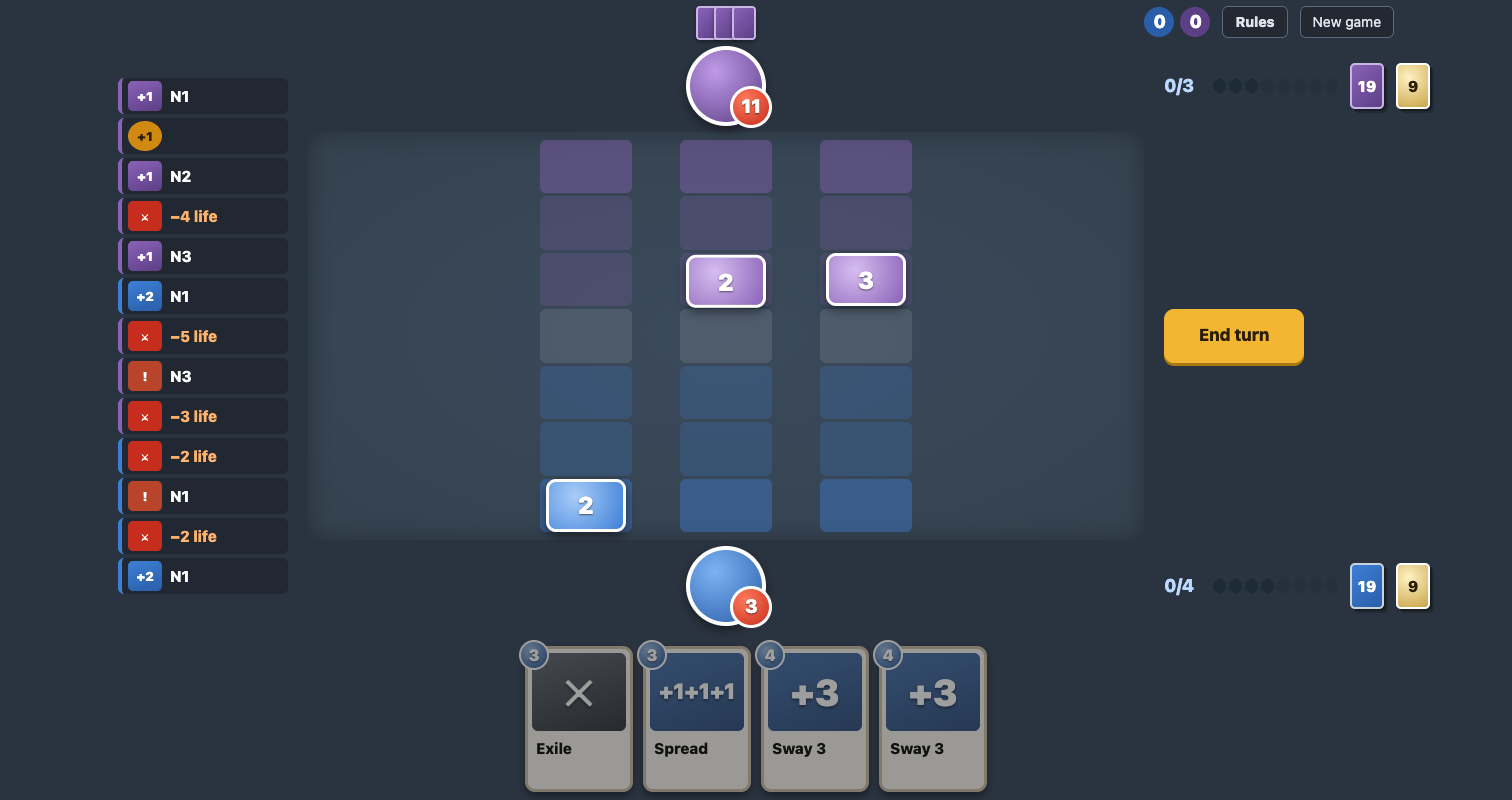 0 0 Rules New game
11
0/3 19 9
+1 N1
+1
+1 N2
× −4 life
+1 N3
+2 N1
× −5 life
! N3
× −3 life
× −2 life
! N1
× −2 life
+2 N1
2 3
2
End turn
3
0/4 19 9
3 3 4 4
× +1+1+1 +3 +3
Exile Spread Sway 3 Sway 3